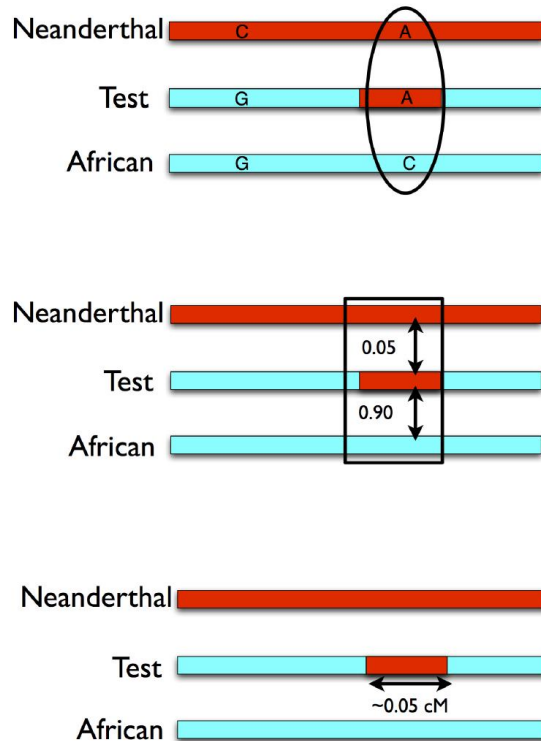 Neanderthal C A
Test G A
African G C
Neanderthal
0.05
Test
0.90
African
Neanderthal
Test
~0.05 cM
African